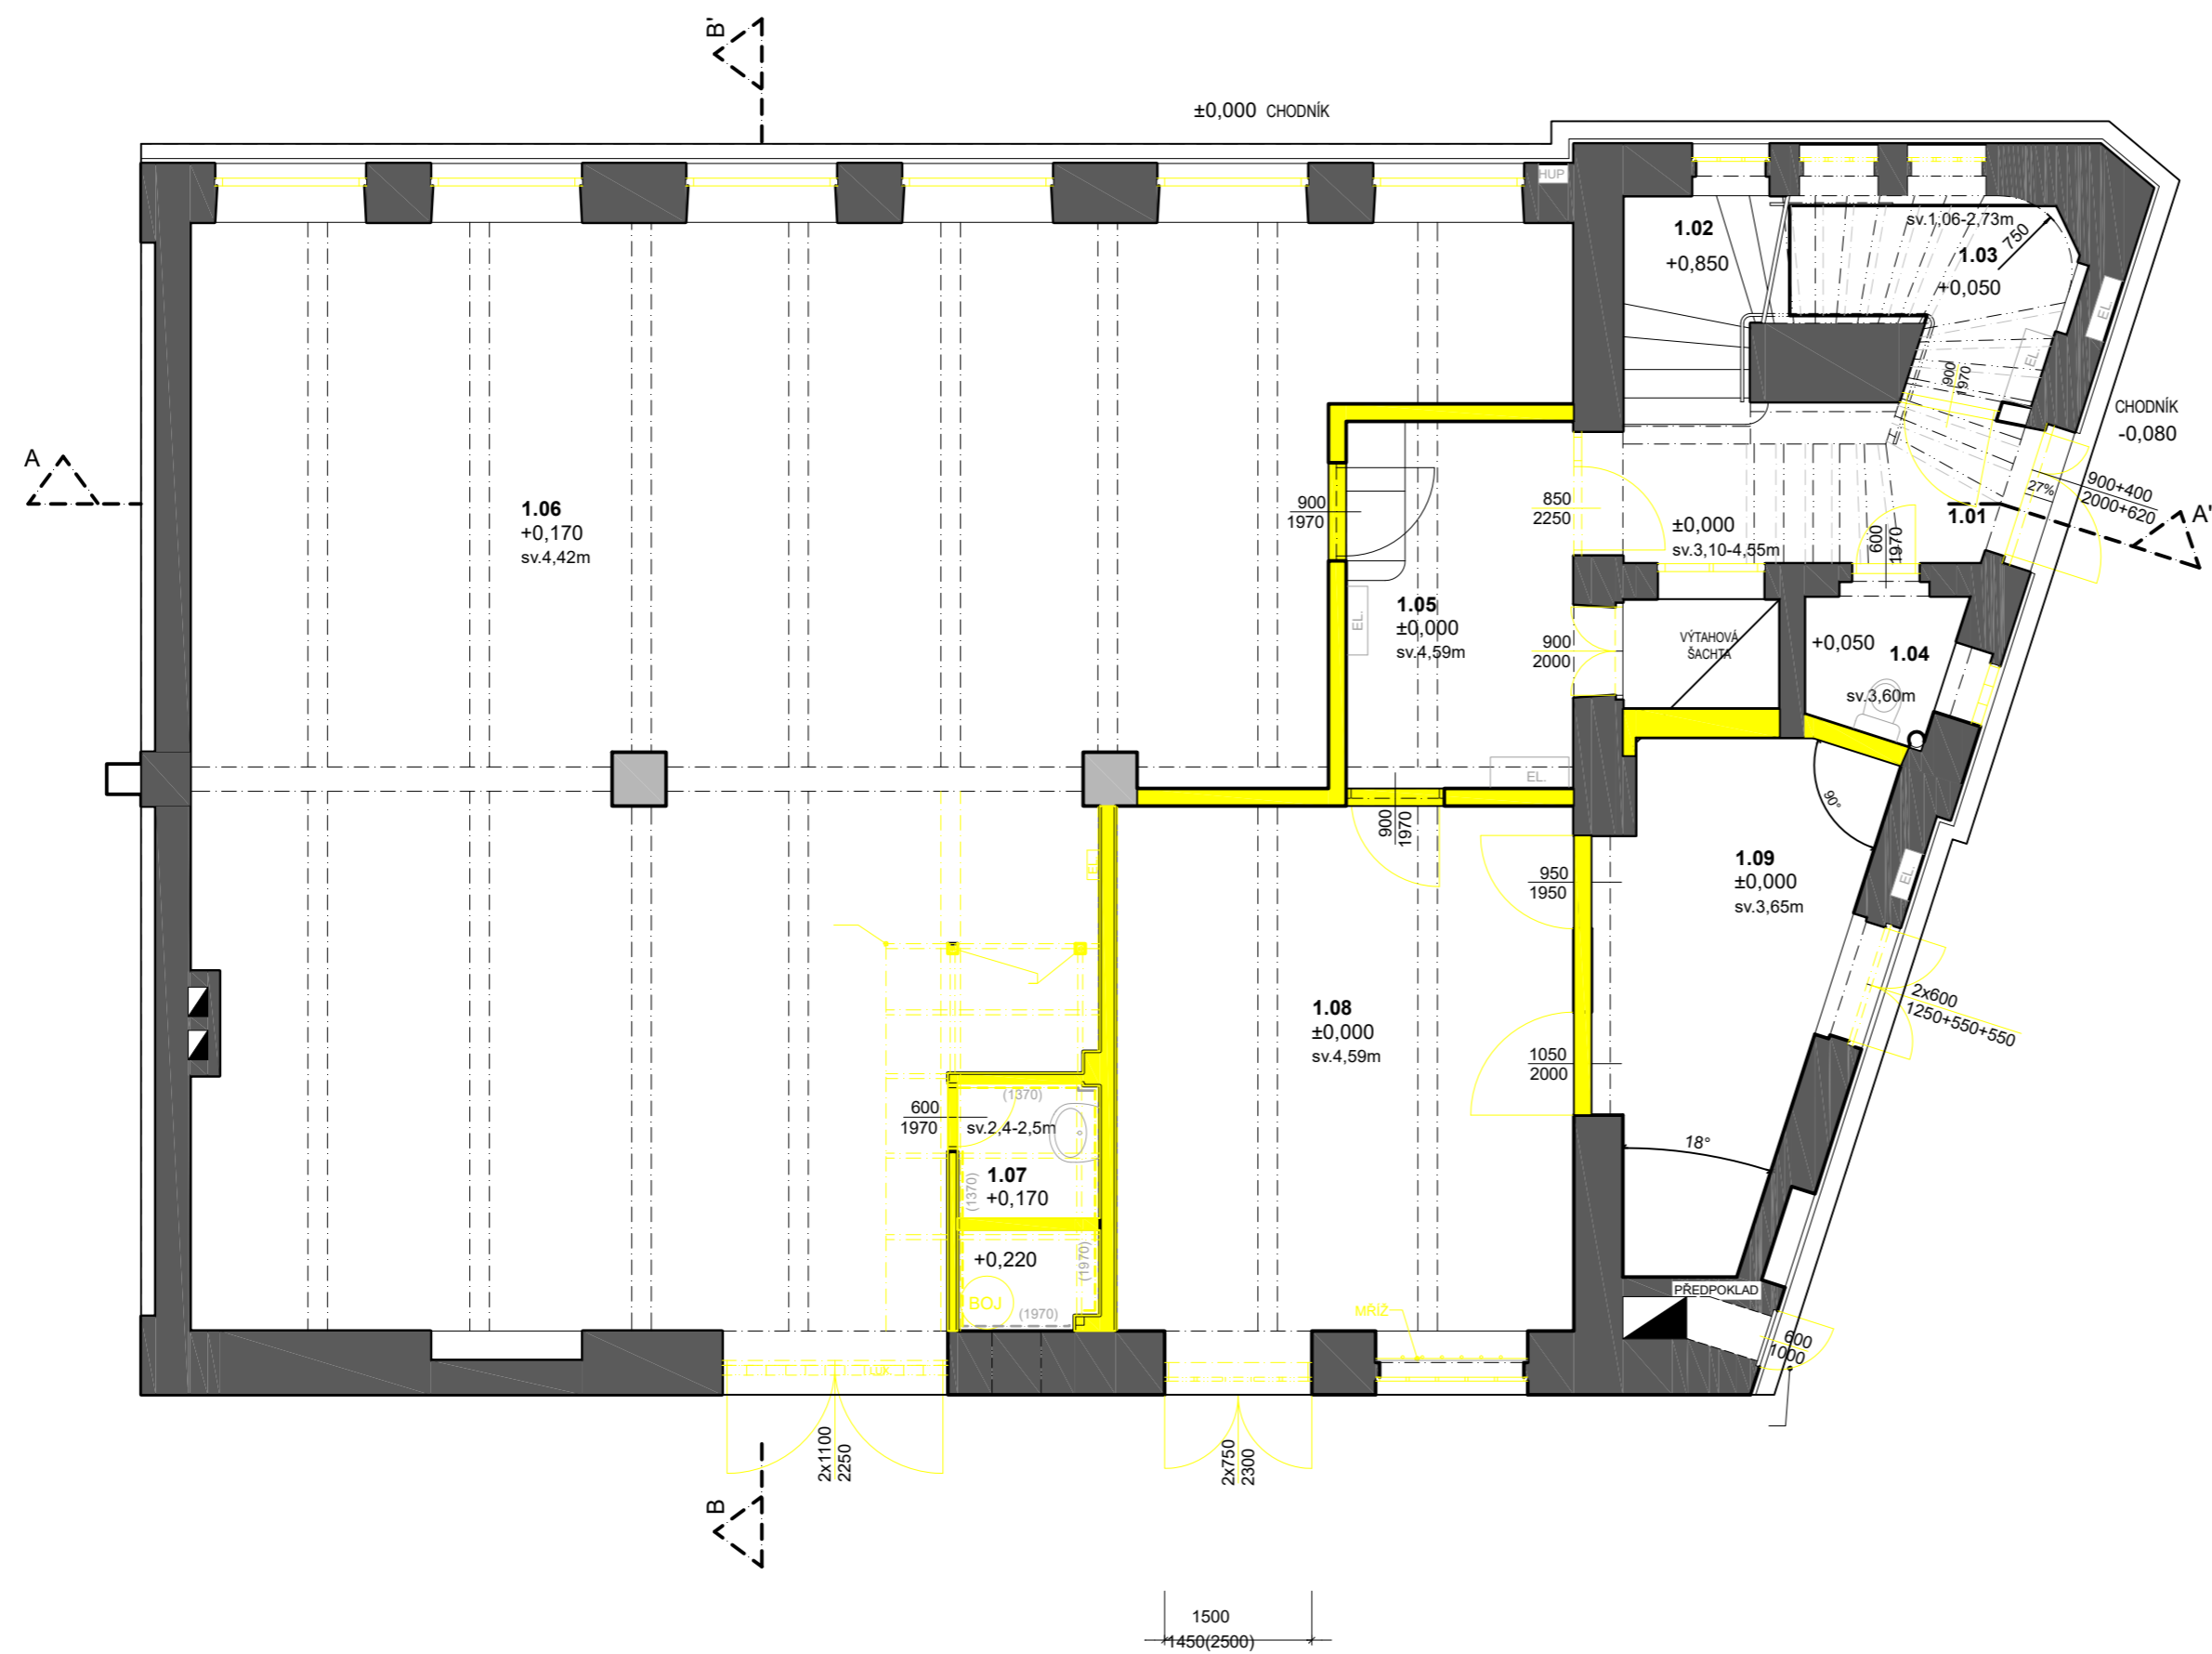 B'
±0,000 CHODNÍK
HUP
1.02
+0,850
sv.1,06-2,73m
750
1.03
+0,050
EL.
EL.
900
1970
CHODNÍK
-0,080
A
1.06
+0,170
sv.4,42m
900
1970
850
2250
±0,000
sv.3,10-4,55m
600
1970
1.01
27%
900+400
2000+620
A'
1.05
±0,000
sv.4,59m
EL.
900
2000
VÝTAHOVÁ
ŠACHTA
+0,050
1.04
sv.3,60m
EL.
900
1970
90°
950
1950
1.09
±0,000
sv.3,65m
EL.
EL.
1.08
±0,000
sv.4,59m
2x600
1250+550+550
1050
2000
600
1970
(1370)
sv.2,4-2,5m
1.07
+0,170
(1370)
18°
+0,220
(1970)
BOJ
(1970)
MŘÍŽ
PŘEDPOKLAD
600
1000
LUX
2x1100
2250
2x750
2300
B
1500
1450(2500)